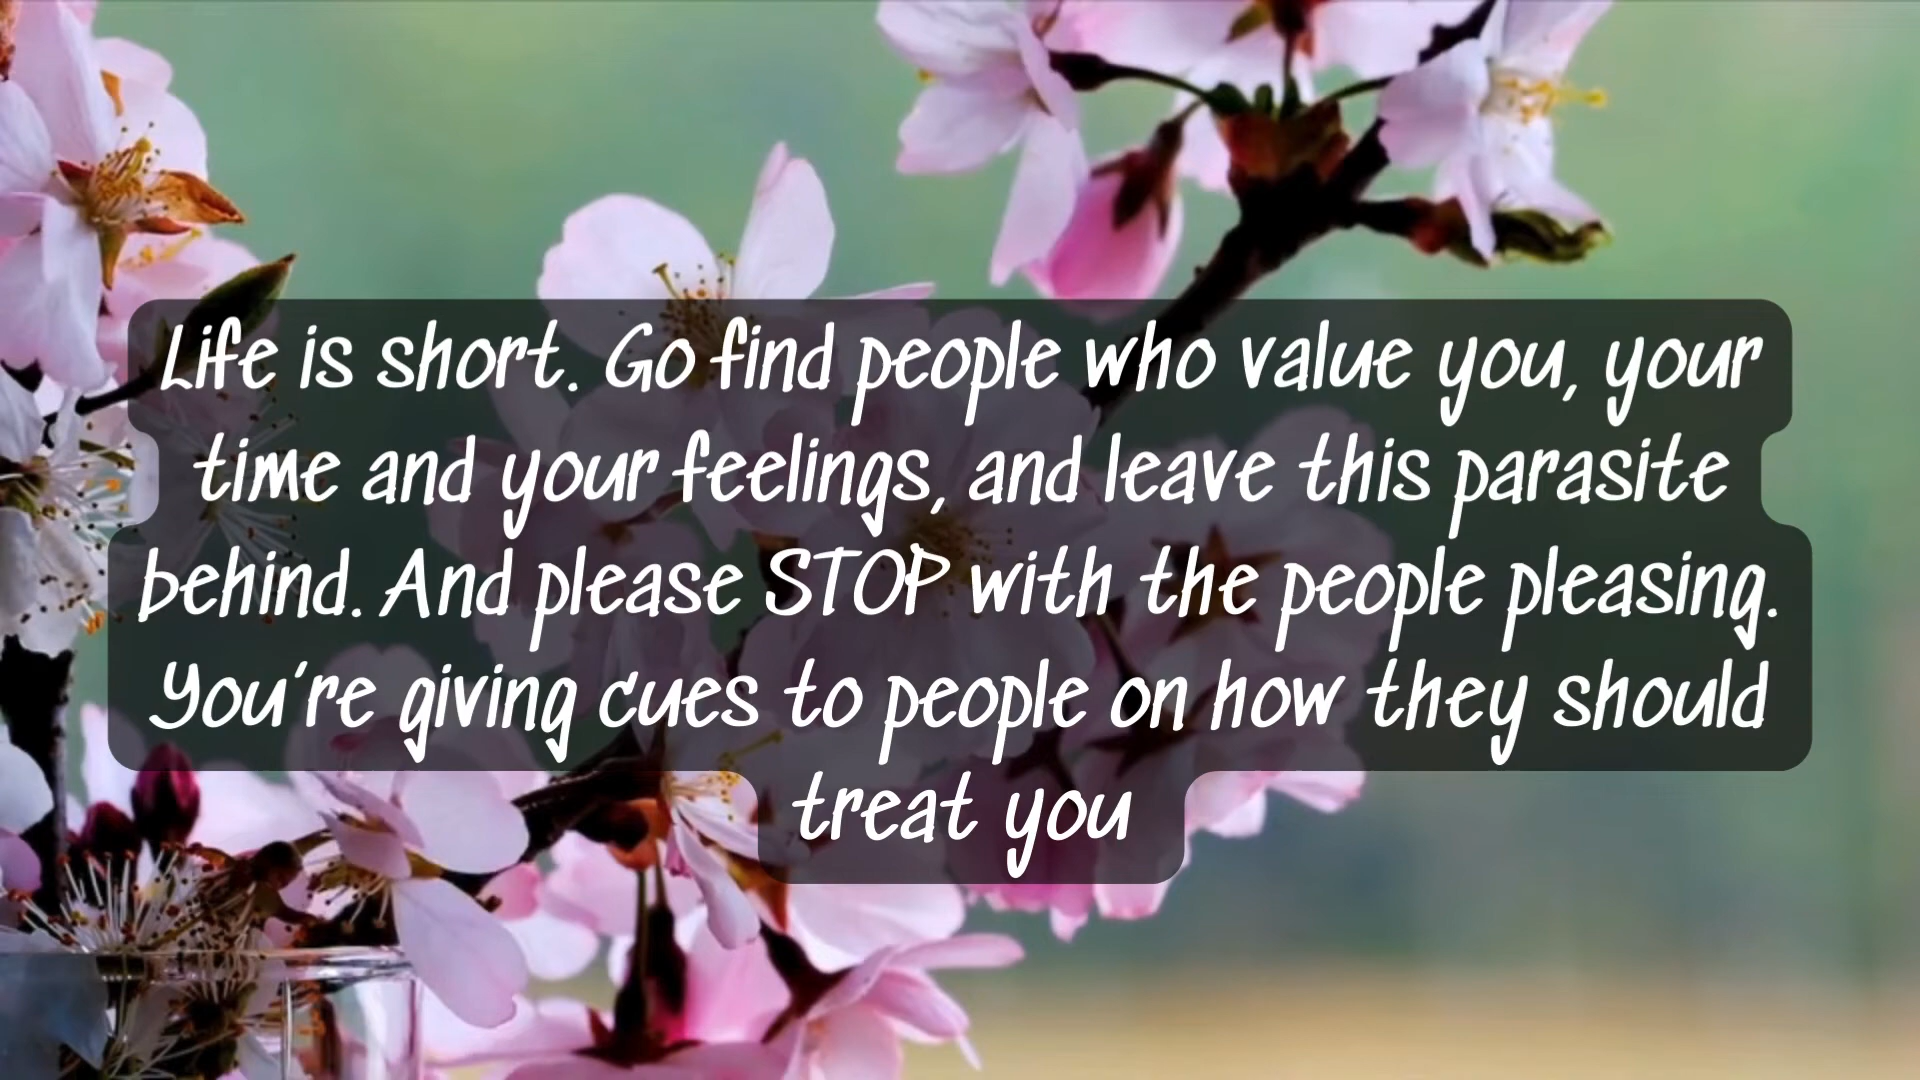 Life is short. Go find people who value you, your
time and your feelings, and leave this parasite
behind. And please STOP with the people pleasing.
You're giving cues to people on how they should
treat you